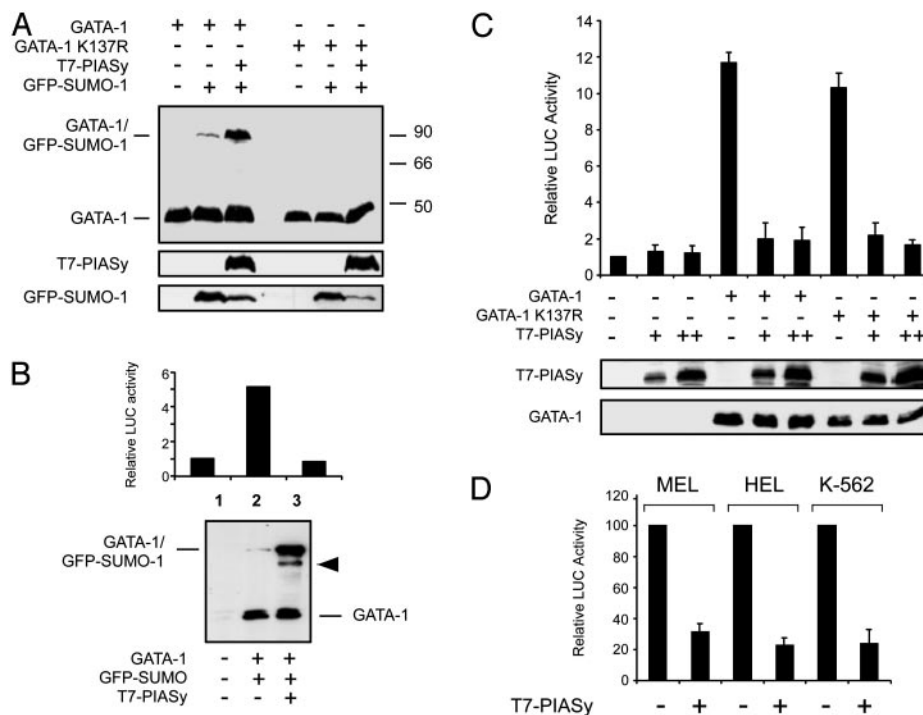 A
GATA-1 + + + - - -
GATA-1 K137R - - - + + +
T7-PIASy - - + - - +
GFP-SUMO-1 - + + - + +
GATA-1/
GFP-SUMO-1
90
66
50
GATA-1
T7-PIASy
GFP-SUMO-1
B
Relative LUC activity
6
5
4
2
1
0
1 2 3
GATA-1/
GFP-SUMO-1
GATA-1
GATA-1 - + +
GFP-SUMO - + +
T7-PIASy - - +
C
Relative LUC Activity
14
12
10
8
6
4
2
0
GATA-1 - - - + + + - - -
GATA-1 K137R - - - - - - + + +
T7-PIASy - + ++ - + ++ - + ++
T7-PIASy
GATA-1
D
MEL HEL K-562
Relative LUC Activity
120
100
80
60
40
20
0
T7-PIASy - + - + - +